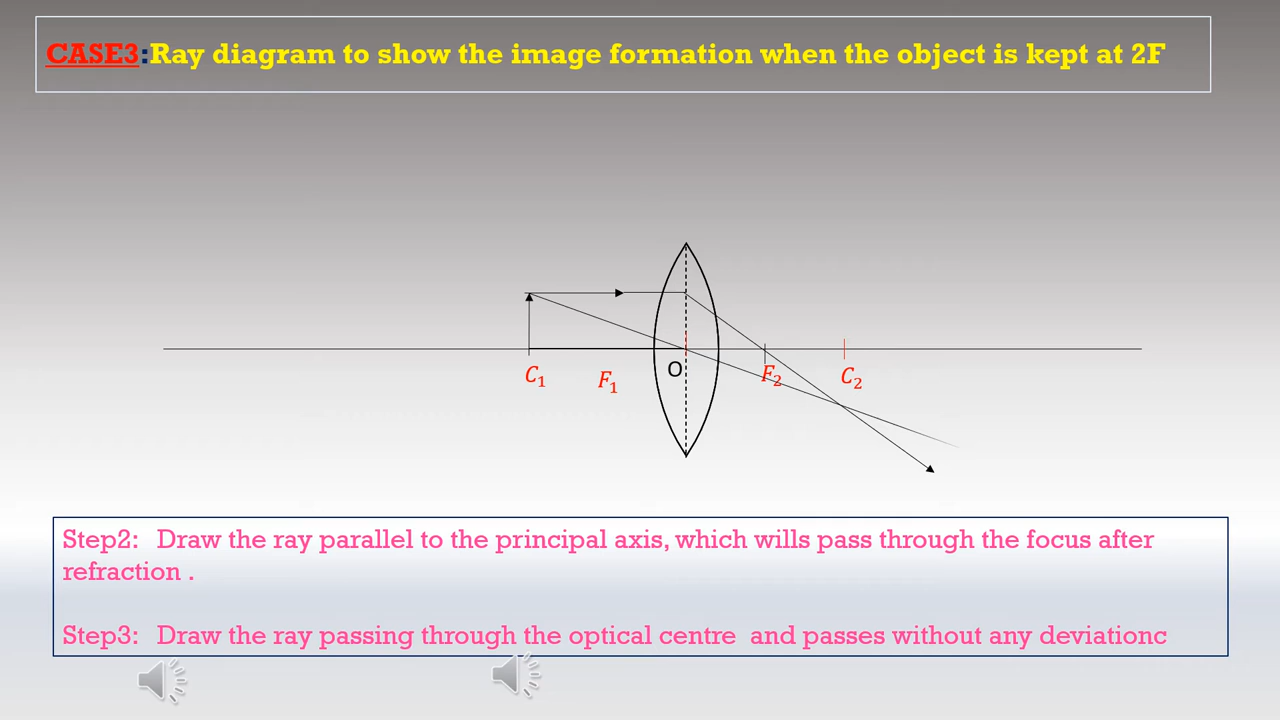 CASE3:Ray diagram to show the image formation when the object is kept at 2F
O
C₁
F₁
F₂
C₂
Step2: Draw the ray parallel to the principal axis, which wills pass through the focus after
refraction .
Step3: Draw the ray passing through the optical centre and passes without any deviationc